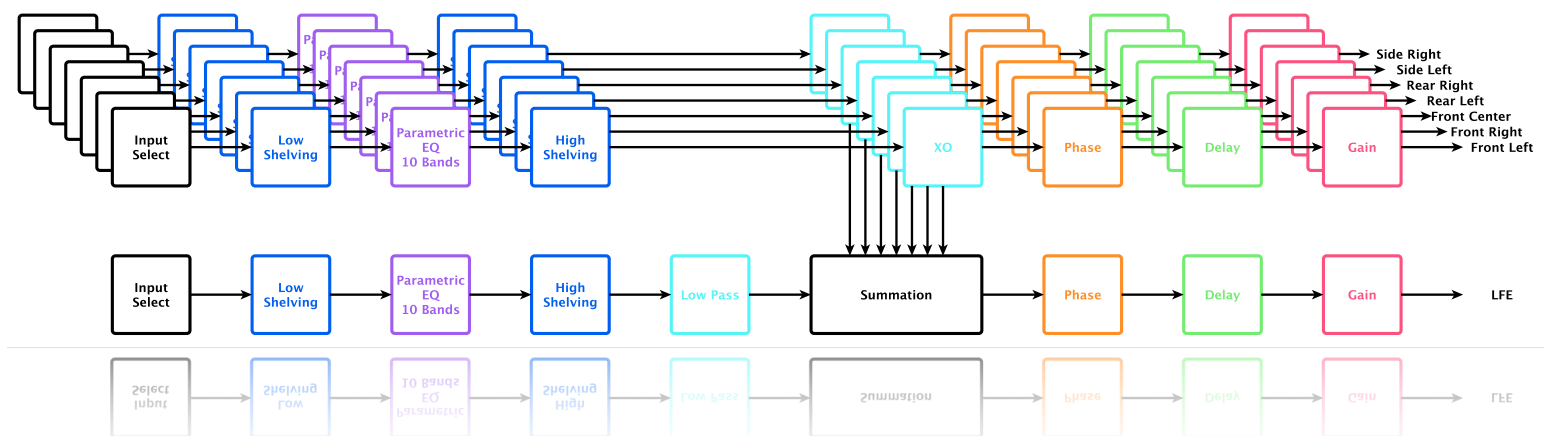 Side Right
Side Left
Rear Right
Rear Left
Front Center
Front Right
Front Left
Input
Select
Low
Shelving
Parametric
EQ
10 Bands
High
Shelving
XO
Phase
Delay
Gain
Input
Select
Low
Shelving
Parametric
EQ
10 Bands
High
Shelving
Low Pass
Summation
Phase
Delay
Gain
LFE